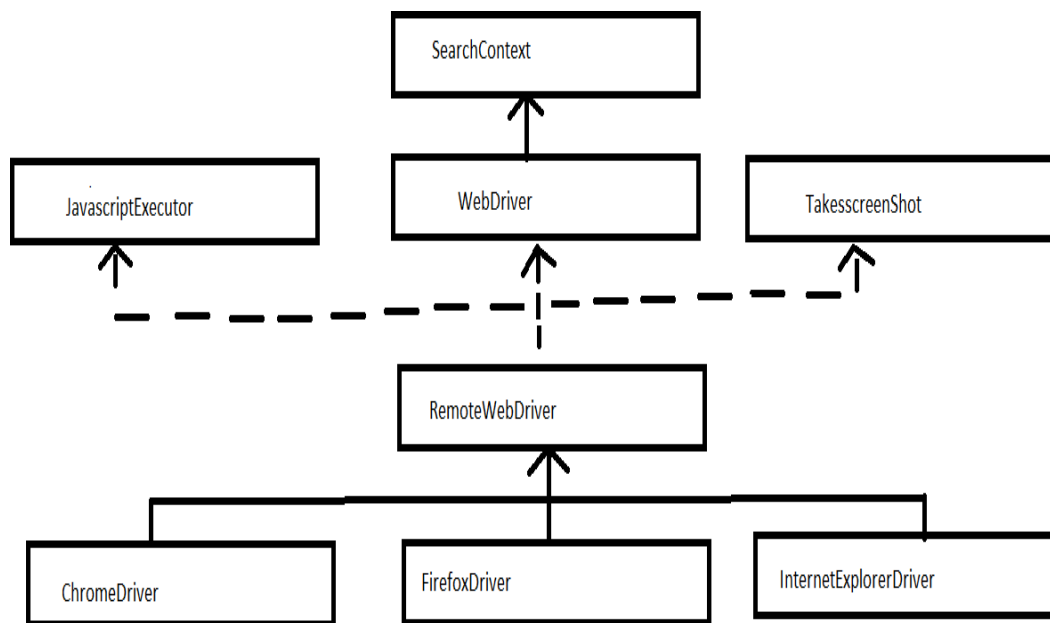 SearchContext
JavascriptExecutor
WebDriver
TakesscreenShot
RemoteWebDriver
ChromeDriver
FirefoxDriver
InternetExplorerDriver